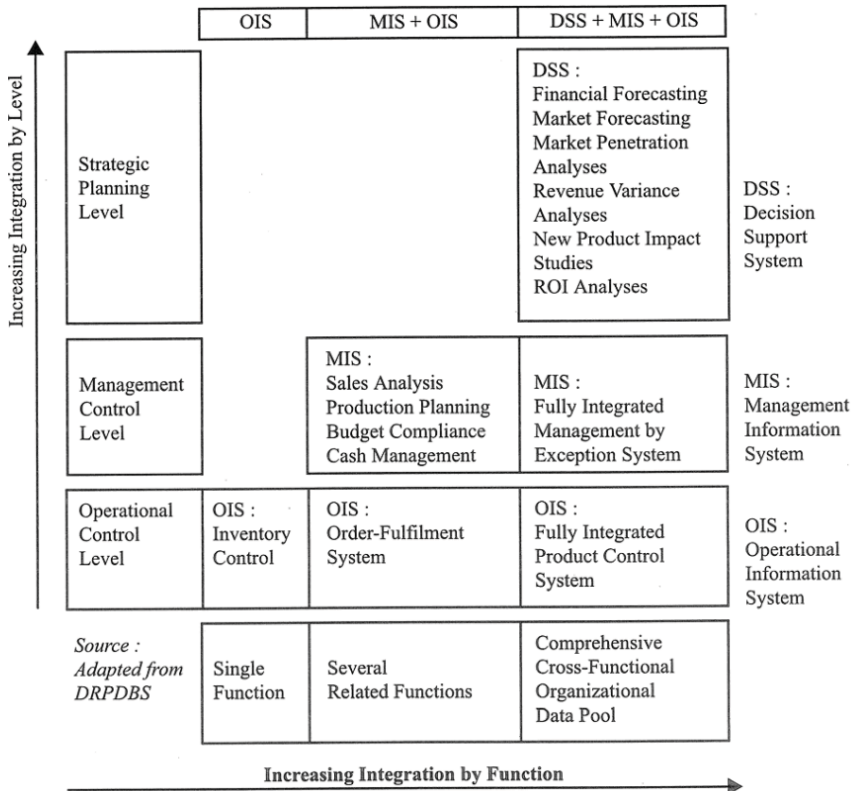 OIS
MIS + OIS
DSS + MIS + OIS
Increasing Integration by Level
Strategic
Planning
Level
DSS :
Financial Forecasting
Market Forecasting
Market Penetration
Analyses
Revenue Variance
Analyses
New Product Impact
Studies
ROI Analyses
DSS :
Decision
Support
System
Management
Control
Level
MIS :
Sales Analysis
Production Planning
Budget Compliance
Cash Management
MIS :
Fully Integrated
Management by
Exception System
MIS :
Management
Information
System
Operational
Control
Level
OIS :
Inventory
Control
OIS :
Order-Fulfilment
System
OIS :
Fully Integrated
Product Control
System
OIS :
Operational
Information
System
Source :
Adapted from
DRPDBS
Single
Function
Several
Related Functions
Comprehensive
Cross-Functional
Organizational
Data Pool
Increasing Integration by Function